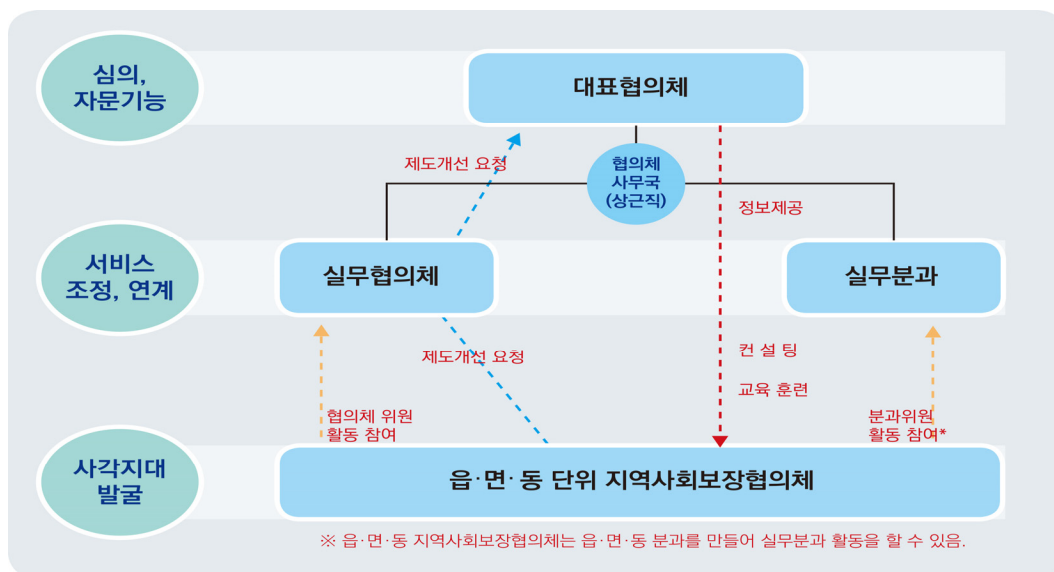 심의,
자문기능
대표협의체
제도개선 요청
협의체
사무국
(상근직)
정보제공
서비스
조정, 연계
실무협의체
실무분과
제도개선 요청
컨 설 팅
교육 훈련
협의체 위원
활동 참여
분과위원
활동 참여*
사각지대
발굴
읍·면·동 단위 지역사회보장협의체
※ 읍·면·동 지역사회보장협의체는 읍·면·동 분과를 만들어 실무분과 활동을 할 수 있음.